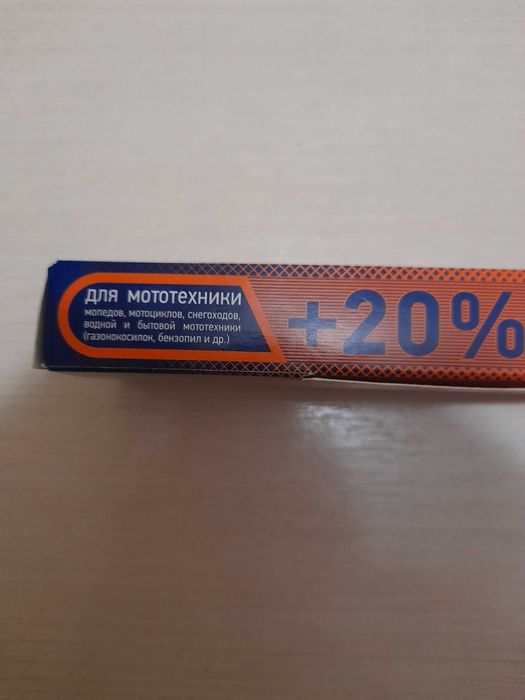 ДЛЯ МОТОТЕХНИКИ
мопедов, мотоциклов, снегоходов,
водной и бытовой мототехники
(газонокосилок, бензопил и др.)
+20%